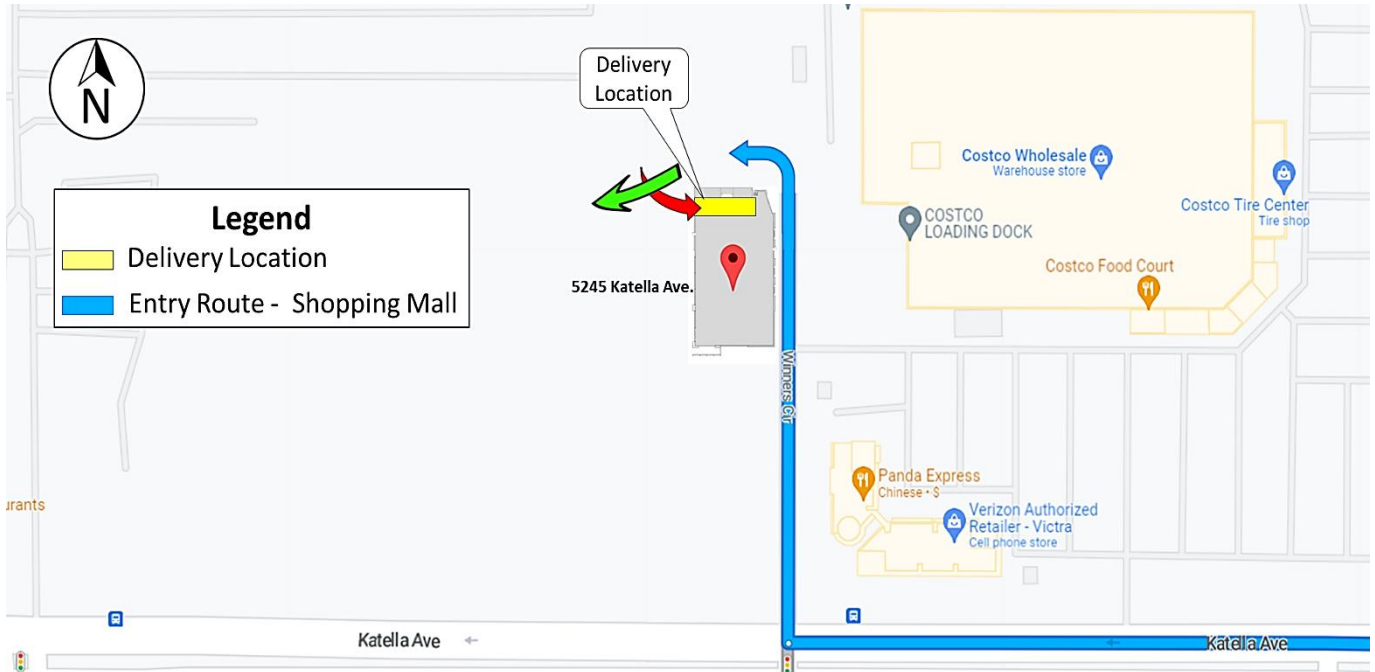 N
Delivery
Location
Legend
Delivery Location
Entry Route - Shopping Mall
Costco Wholesale
Warehouse store
Costco Tire Center
Tire shop
COSTCO
LOADING DOCK
Costco Food Court
5245 Katella Ave.
Winners Cir
Panda Express
Chinese • $
Verizon Authorized
Retailer - Victra
Cell phone store
urants
Katella Ave
Katella Ave